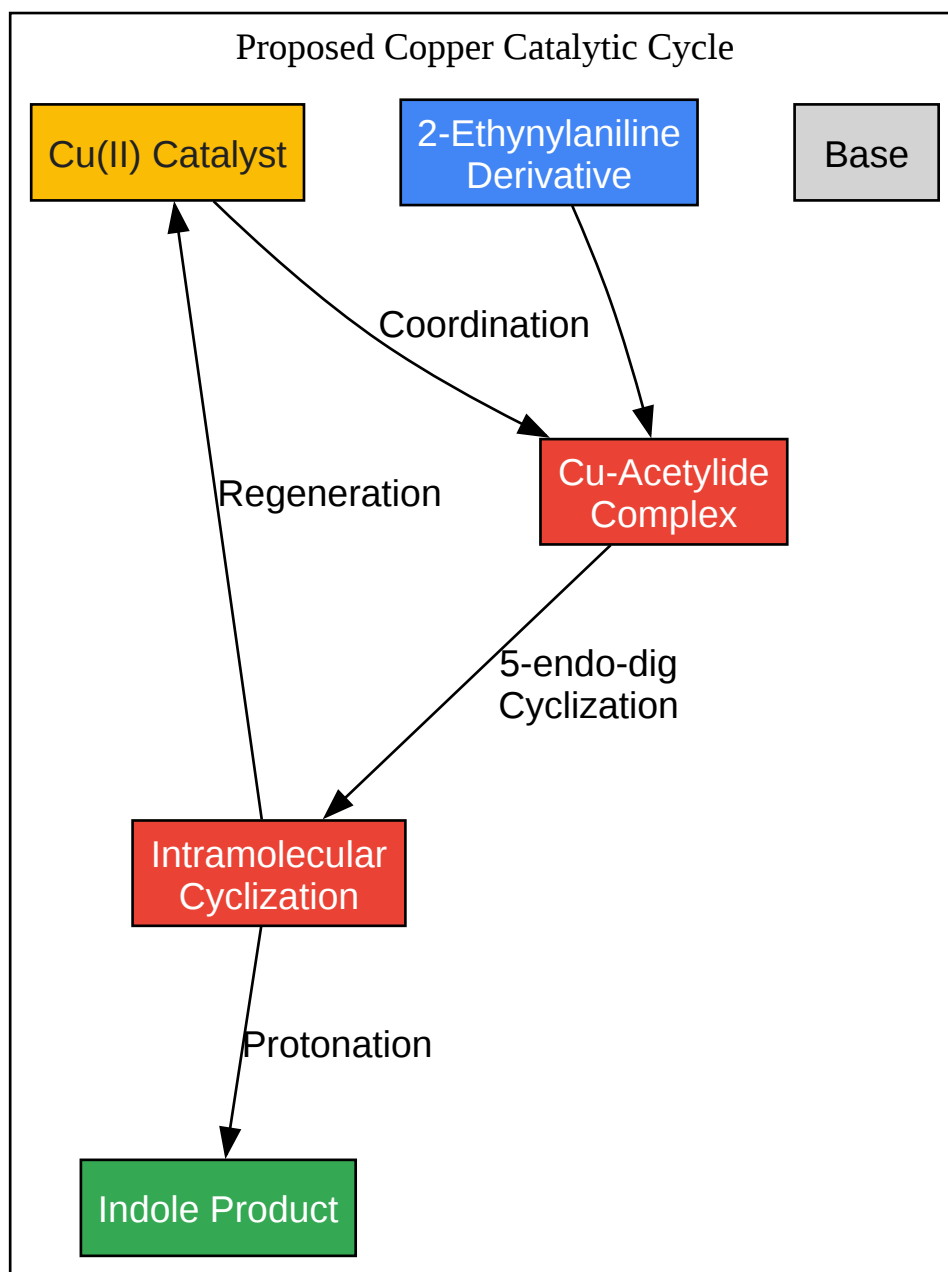 Proposed Copper Catalytic Cycle
Cu(II) Catalyst
2-Ethynylaniline
Derivative
Base
Coordination
Cu-Acetylide
Complex
Regeneration
5-endo-dig
Cyclization
Intramolecular
Cyclization
Protonation
Indole Product